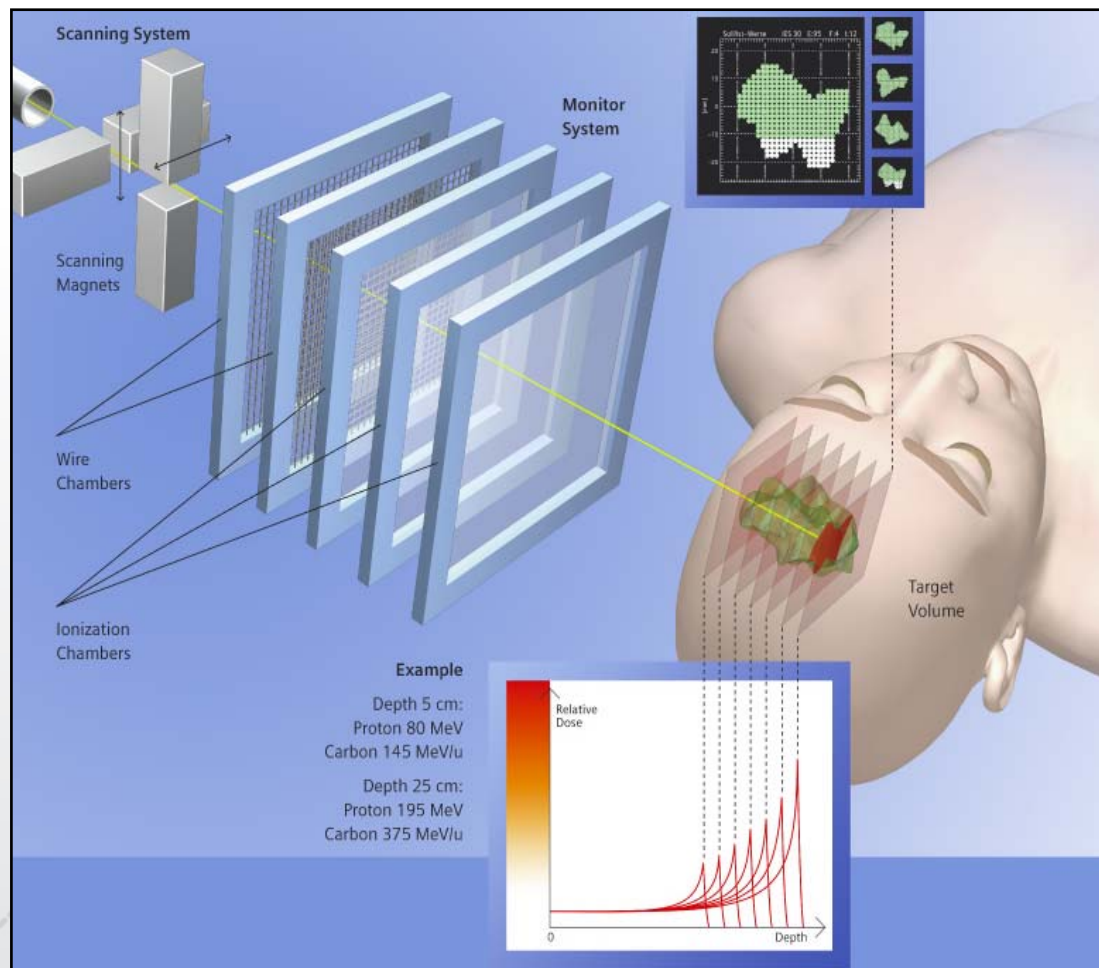 Scanning System
Monitor
System
Scanning
Magnets
Wire
Chambers
Ionization
Chambers
Target
Volume
Example
Depth 5 cm:
Proton 80 MeV
Carbon 145 MeV/u
Depth 25 cm:
Proton 195 MeV
Carbon 375 MeV/u
Relative
Dose
0
Depth